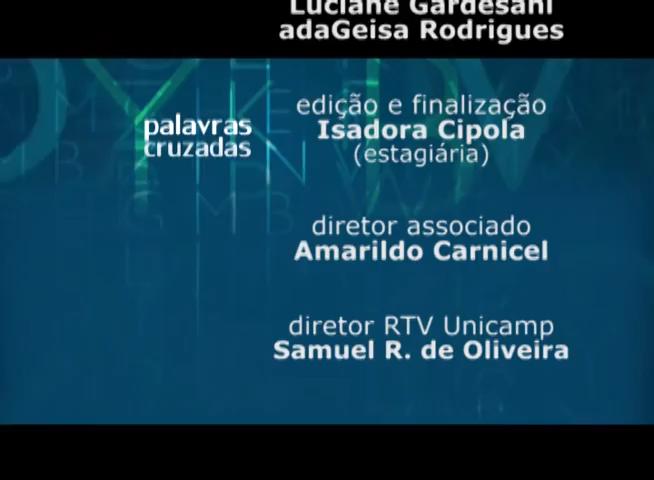 Luciane Gardesani
adaGeisa Rodrigues
palavras
cruzadas
edição e finalização
Isadora Cipola
(estagiária)
diretor associado
Amarildo Carnicel
diretor RTV Unicamp
Samuel R. de Oliveira